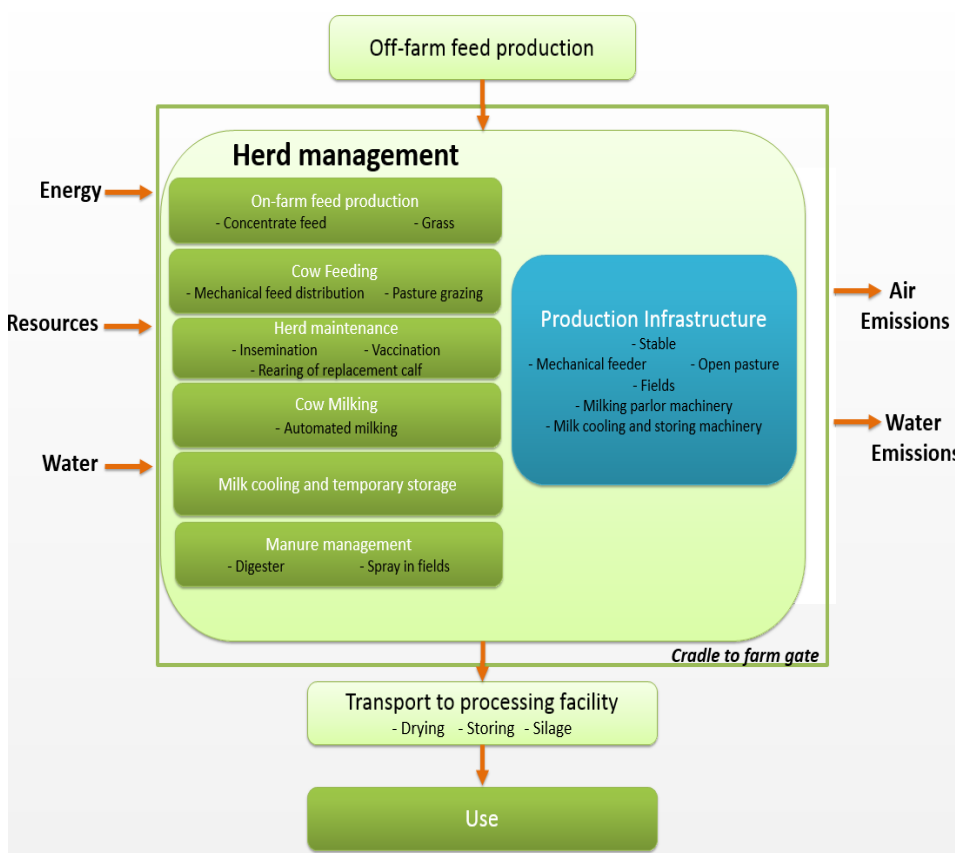 Off-farm feed production
Herd management
Energy
On-farm feed production
- Concentrate feed - Grass
Cow Feeding
- Mechanical feed distribution - Pasture grazing
Resources
Herd maintenance
- Insemination - Vaccination
- Rearing of replacement calf
Cow Milking
- Automated milking
Water
Milk cooling and temporary storage
Manure management
- Digester - Spray in fields
Production Infrastructure
- Stable
- Mechanical feeder - Open pasture
- Fields
- Milking parlor machinery
- Milk cooling and storing machinery
Air
Emissions
Water
Emissions
Cradle to farm gate
Transport to processing facility
- Drying - Storing - Silage
Use